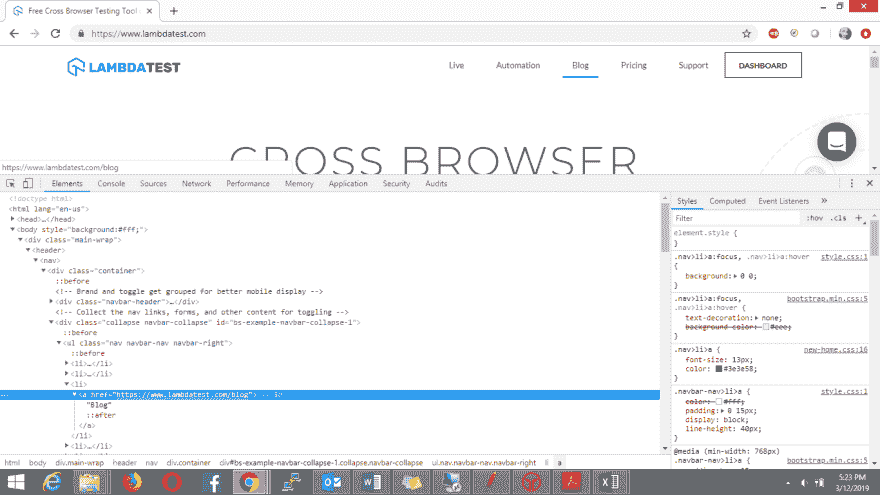 Free Cross Browser Testing Tool
https://www.lambdatest.com
LAMBDATEST
Live Automation Blog Pricing Support DASHBOARD
CROSS BROWSER
https://www.lambdatest.com/blog
Elements Console Sources Network Performance Memory Application Security Audits
<!doctype html>
<html lang="en-us">
<head>…</head>
<body style="background:#fff;">
<div class="main-wrap">
<header>
<nav>
<div class="container">
::before
<!-- Brand and toggle get grouped for better mobile display -->
<div class="navbar-header">…</div>
<!-- Collect the nav links, forms, and other content for toggling -->
<div class="collapse navbar-collapse" id="bs-example-navbar-collapse-1">
::before
<ul class="nav navbar-nav navbar-right">
::before
<li>…</li>
<li>…</li>
<li>
<a href="https://www.lambdatest.com/blog">
"Blog"
::after
</a>
</li>
<li>…</li>
html body div.main-wrap header nav div.container div#bs-example-navbar-collapse-1.collapse.navbar-collapse ul.nav.navbar-nav.navbar-right li a
Styles Computed Event Listeners »
Filter :hov .cls +
element.style {
}
.nav>li>a:focus, .nav>li>a:hover style.css:1
{
background: 0 0;
}
.nav>li>a:focus, bootstrap.min.css:5
.nav>li>a:hover {
text-decoration: none;
background-color: #eee;
}
.nav>li>a { new-home.css:16
font-size: 13px;
color: #3e3e58;
}
.navbar-nav>li>a { style.css:1
color: #fff;
padding: 0 15px;
display: block;
line-height: 40px;
}
@media (min-width: 768px)
.navbar-nav>li>a { bootstrap.min.css:5
5:23 PM
3/12/2019